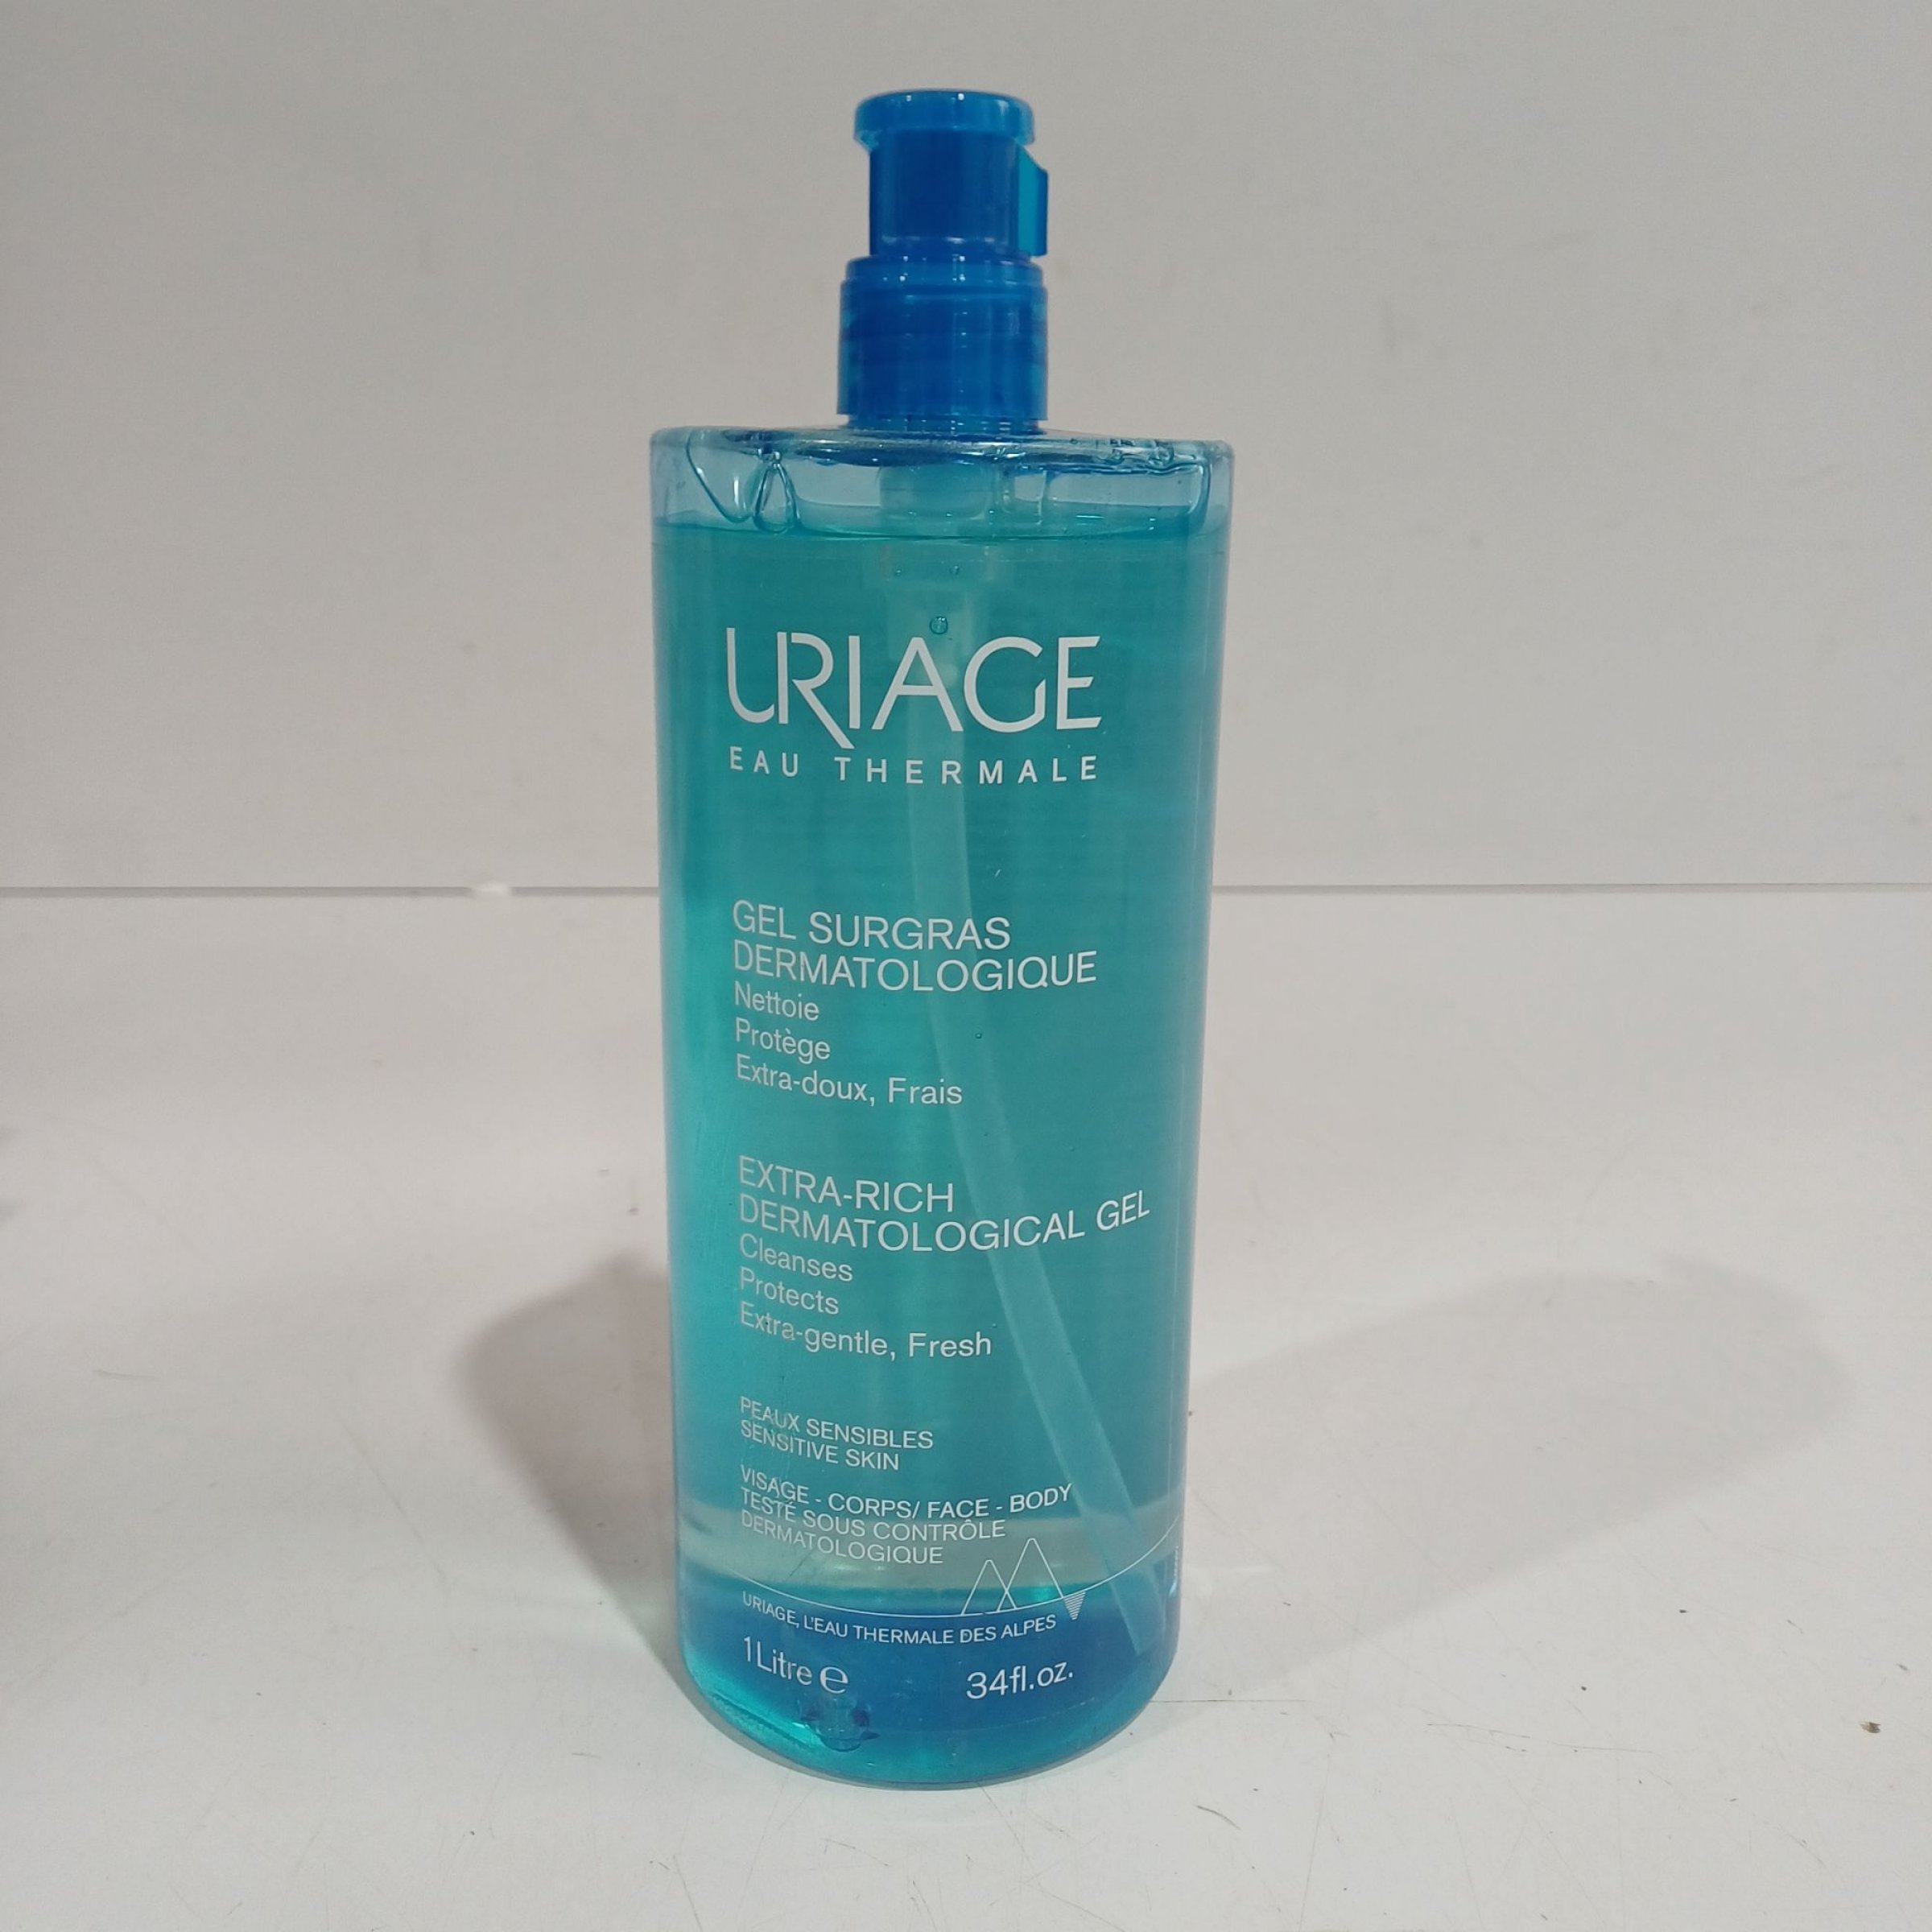 URIAGE
EAU THERMALE
GEL SURGRAS
DERMATOLOGIQUE
Nettoie
Protège
Extra-doux, Frais
EXTRA-RICH
DERMATOLOGICAL GEL
Cleanses
Protects
Extra-gentle, Fresh
PEAUX SENSIBLES
SENSITIVE SKIN
VISAGE - CORPS/ FACE - BODY
TESTÉ SOUS CONTRÔLE
DERMATOLOGIQUE
URIAGE, L'EAU THERMALE DES ALPES
1 Litre ℮ 34fl.oz.